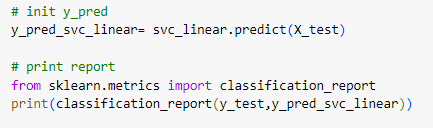 # init y_pred
y_pred_svc_linear= svc_linear.predict(X_test)
# print report
from sklearn.metrics import classification_report
print(classification_report(y_test,y_pred_svc_linear))